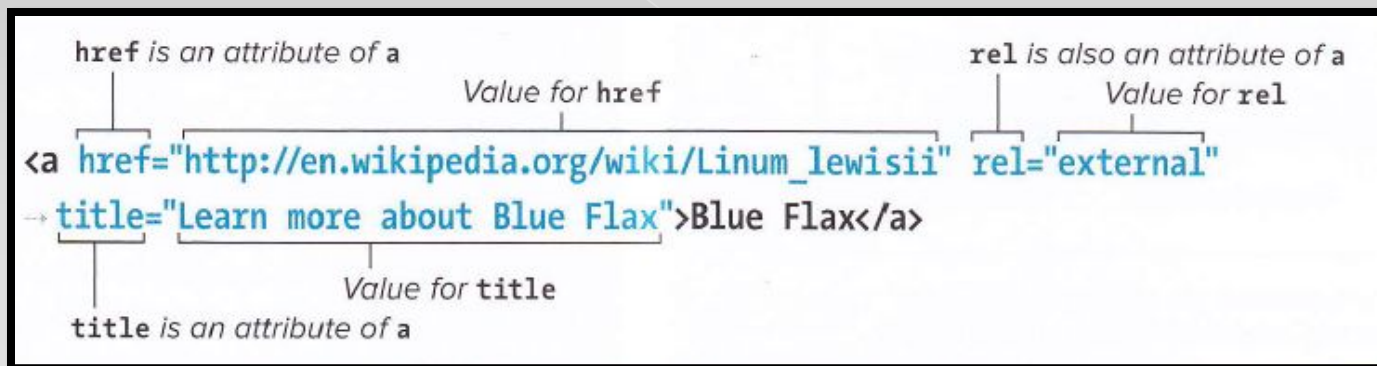 href is an attribute of a
rel is also an attribute of a
Value for href
Value for rel
<a href="http://en.wikipedia.org/wiki/Linum_lewisii" rel="external"
→ title="Learn more about Blue Flax">Blue Flax</a>
Value for title
title is an attribute of a